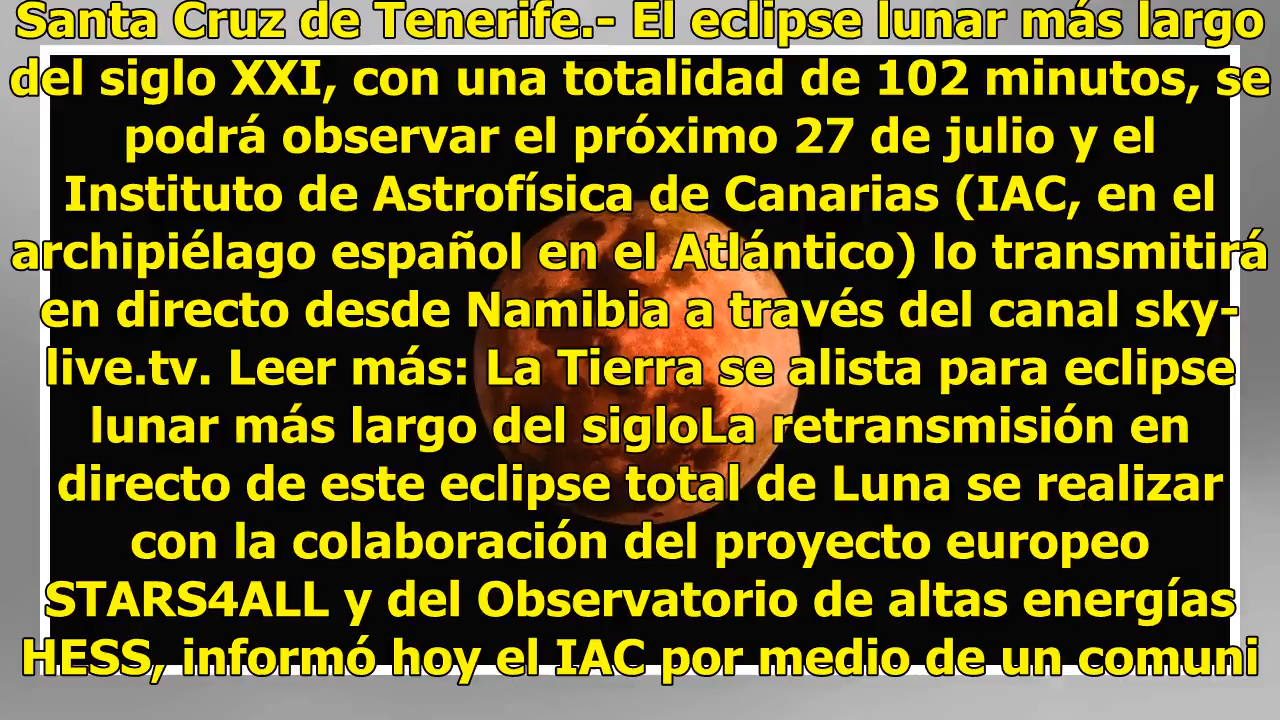 Santa Cruz de Tenerife.- El eclipse lunar más largo
del siglo XXI, con una totalidad de 102 minutos, se
podrá observar el próximo 27 de julio y el
Instituto de Astrofísica de Canarias (IAC, en el
archipiélago español en el Atlántico) lo transmitirá
en directo desde Namibia a través del canal sky-
live.tv. Leer más: La Tierra se alista para eclipse
lunar más largo del sigloLa retransmisión en
directo de este eclipse total de Luna se realizar
con la colaboración del proyecto europeo
STARS4ALL y del Observatorio de altas energías
HESS, informó hoy el IAC por medio de un comuni